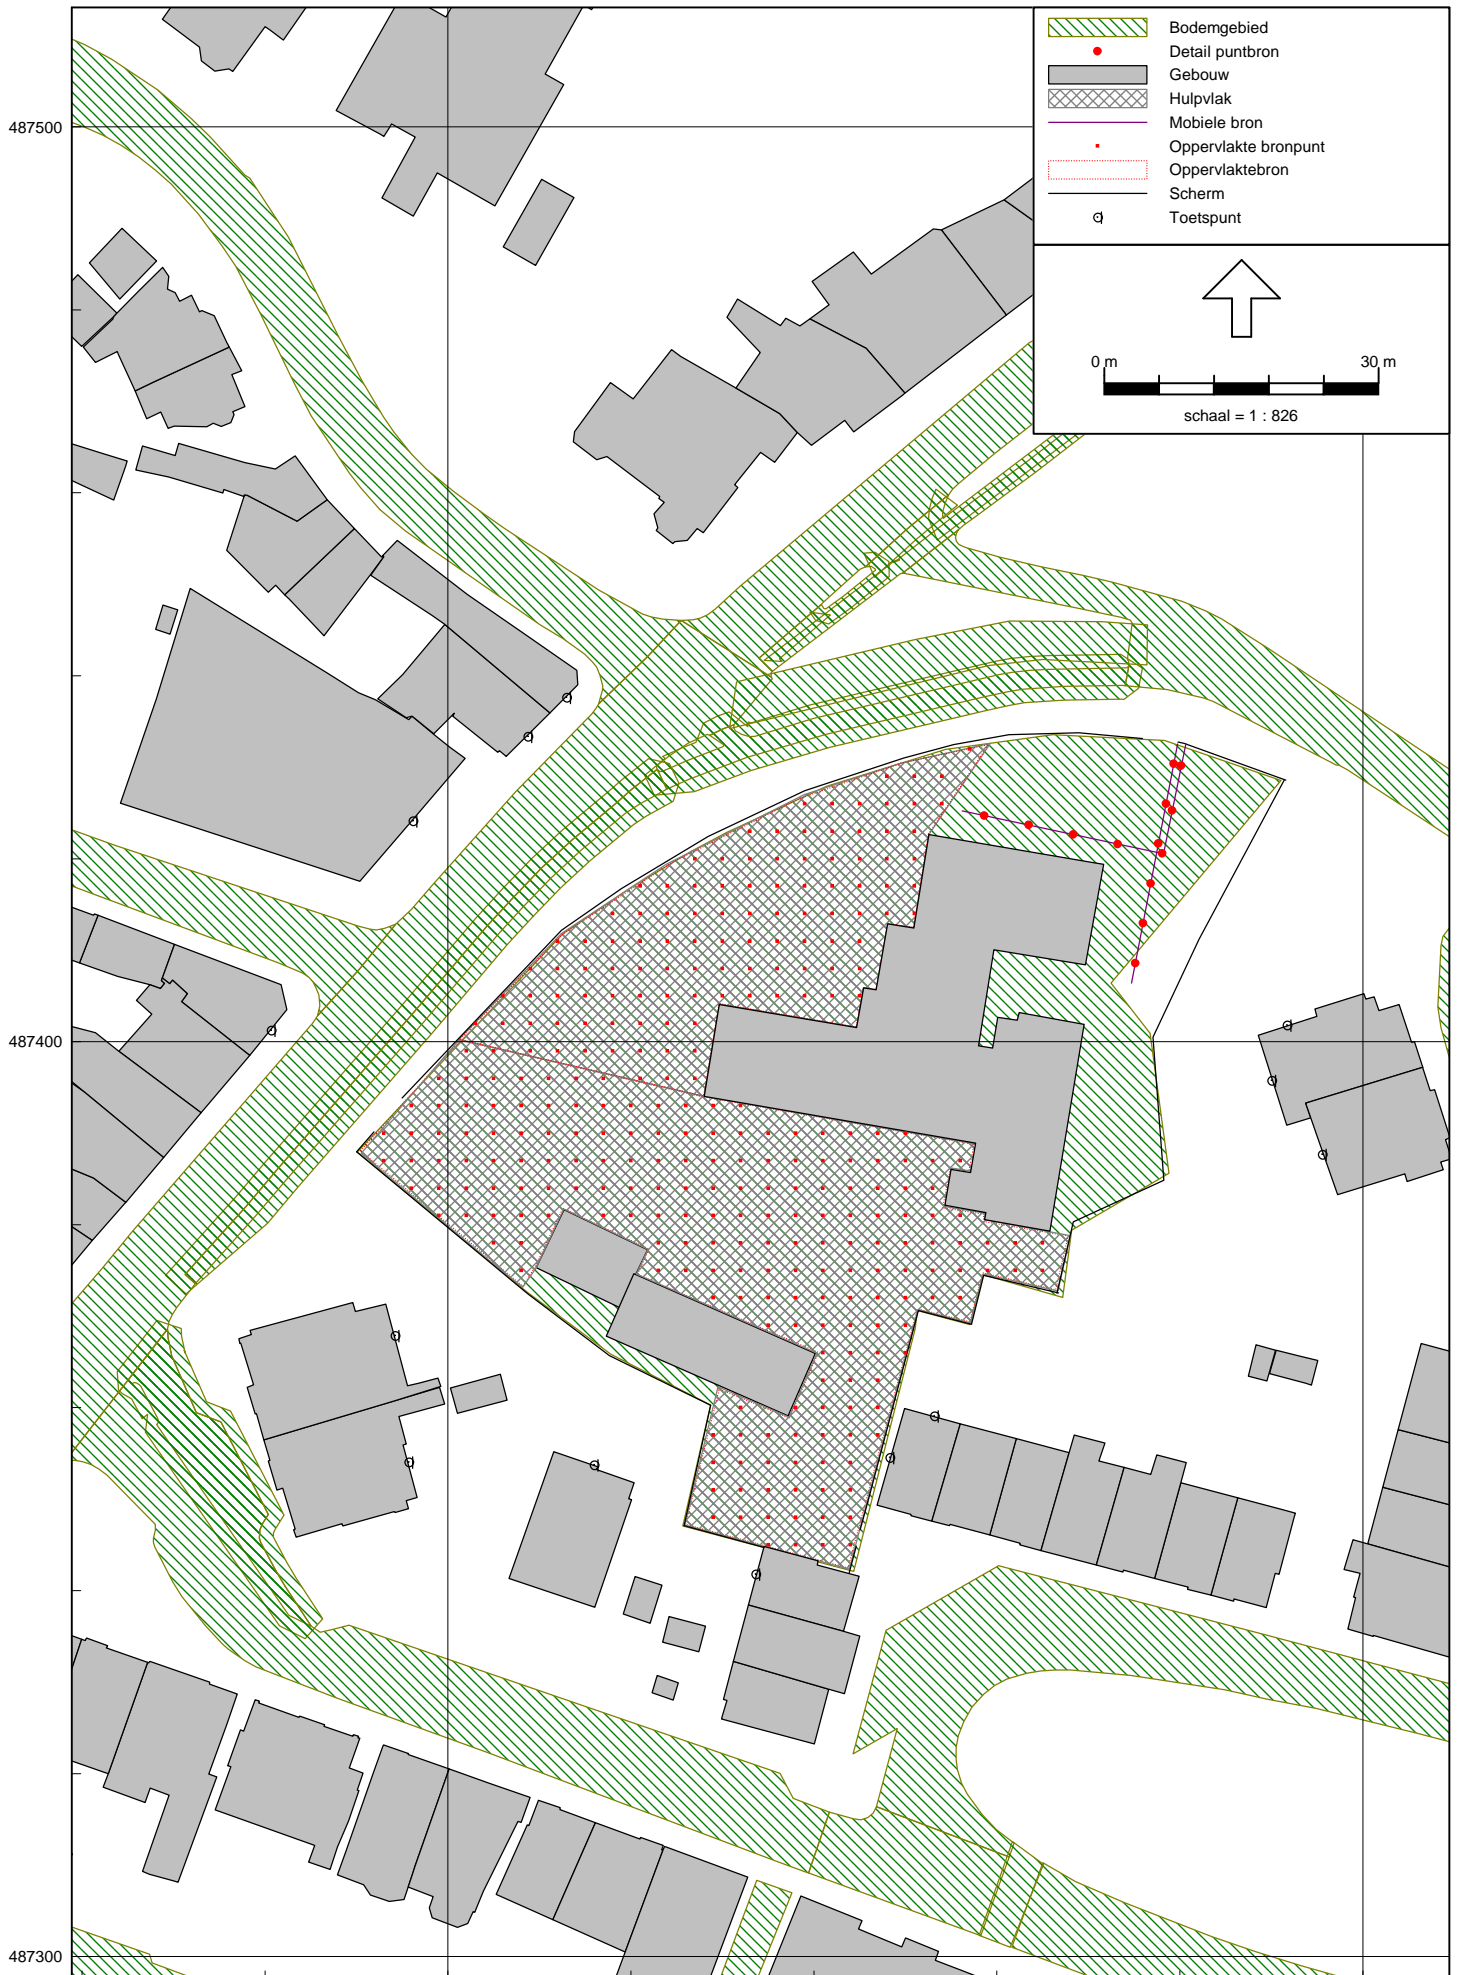 Bodemgebied
Detail puntbron
Gebouw
Hulpvlak
Mobiele bron
Oppervlakte bronpunt
Oppervlaktebron
Scherm
Toetspunt
0 m 30 m
schaal = 1 : 826
487500
487400
487300